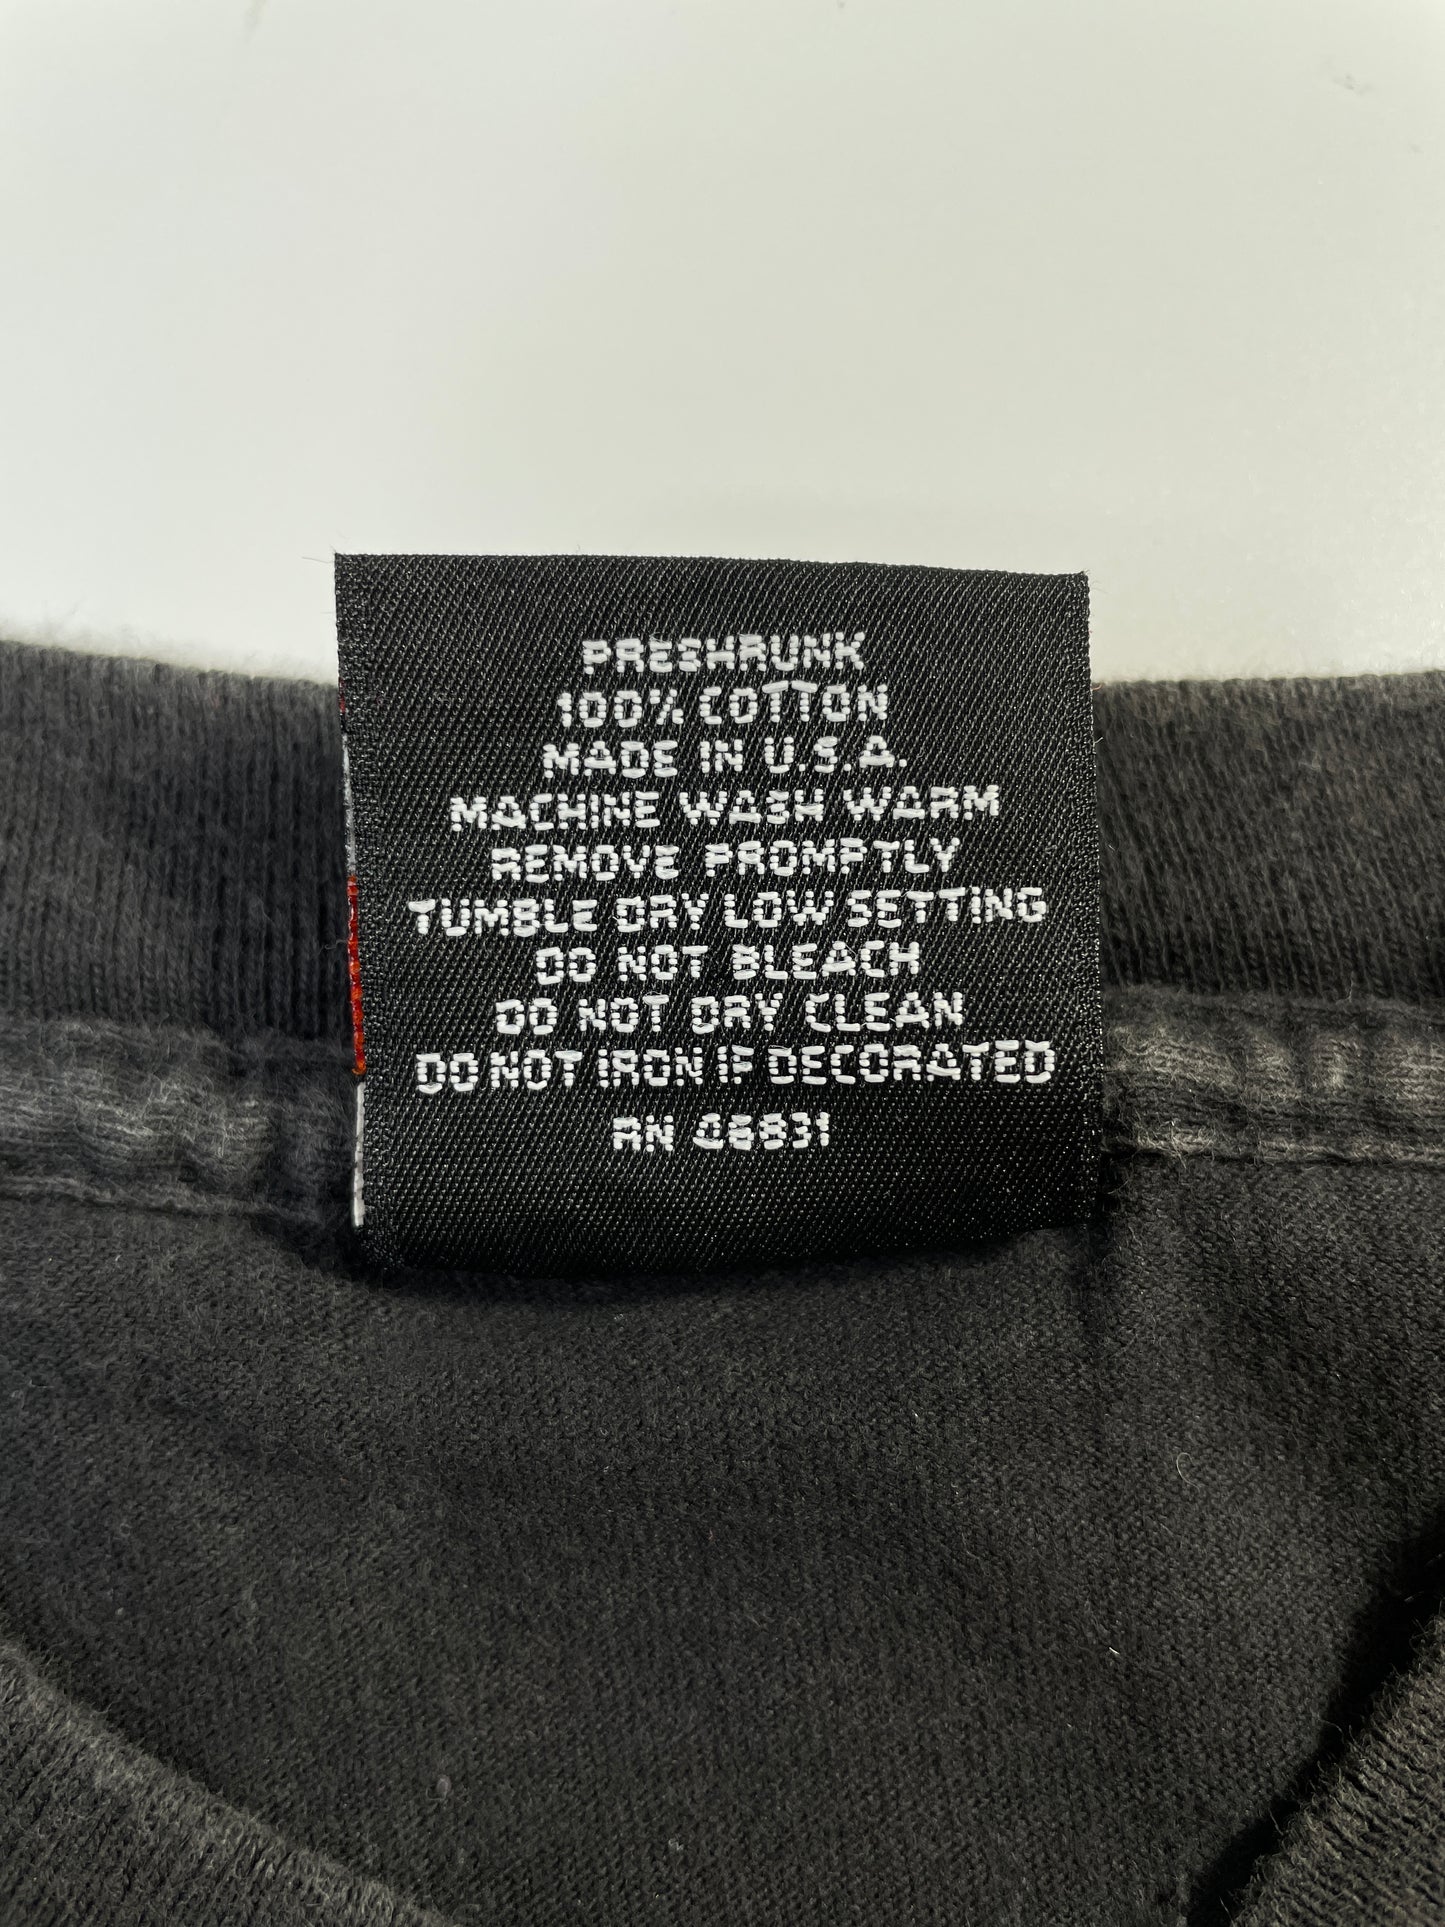 PRESHRUNK
100% COTTON
MADE IN U.S.A.
MACHINE WASH WARM
REMOVE PROMPTLY
TUMBLE DRY LOW SETTING
DO NOT BLEACH
DO NOT DRY CLEAN
DO NOT IRON IF DECORATED
RN